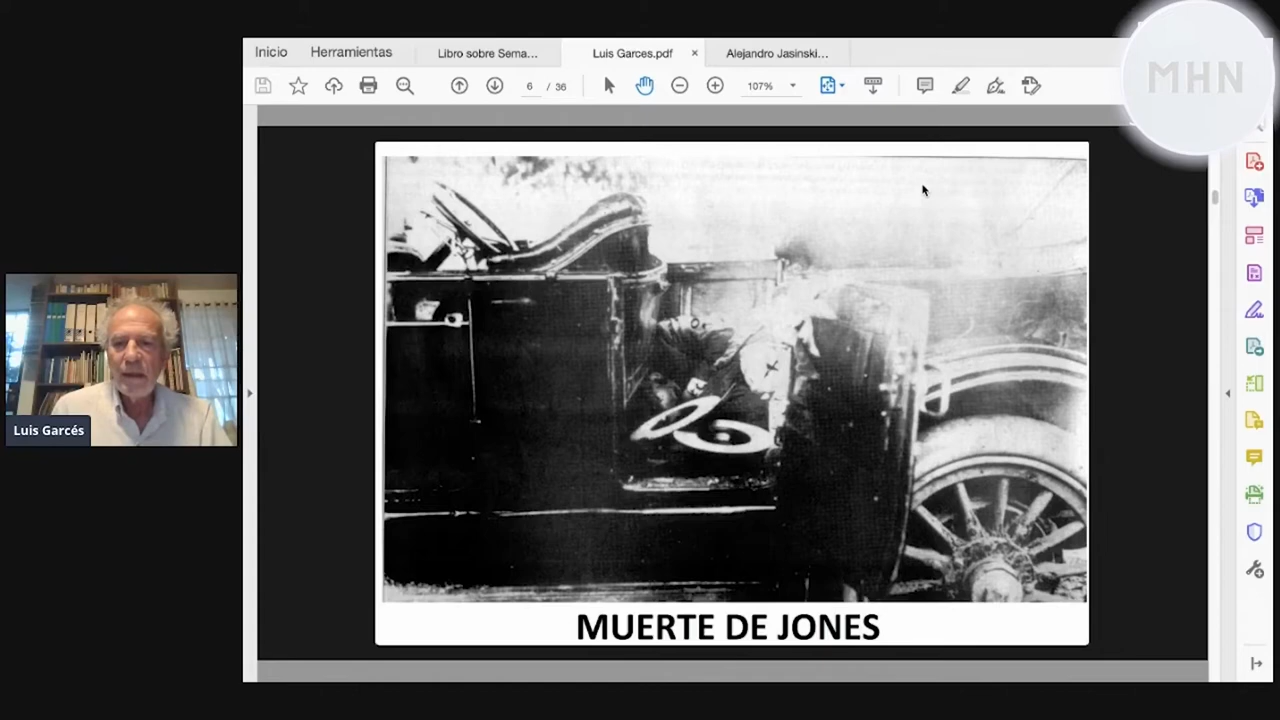 Inicio
Herramientas
Libro sobre Sema...
Luis Garces.pdf
Alejandro Jasinski...
6 / 36
107%
MHN
Luis Garcés
MUERTE DE JONES